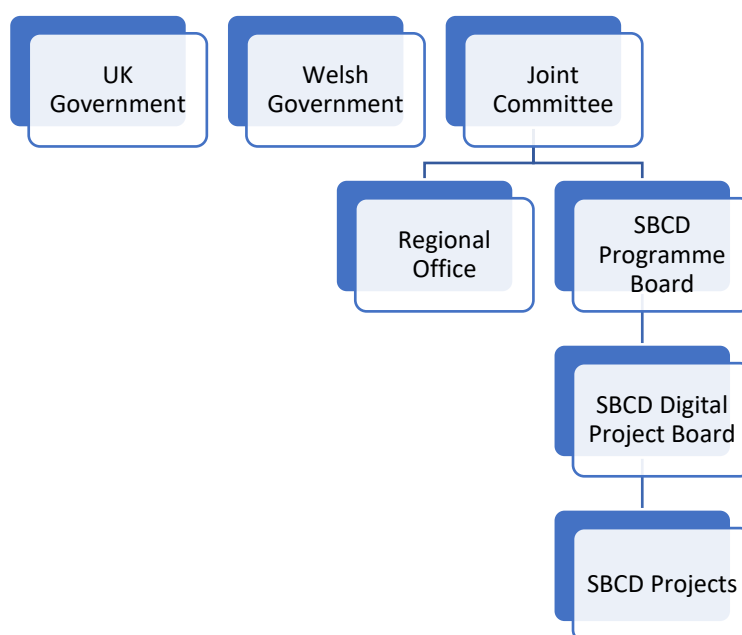 UK
Government
Welsh
Government
Joint
Committee
Regional
Office
SBCD
Programme
Board
SBCD Digital
Project Board
SBCD Projects